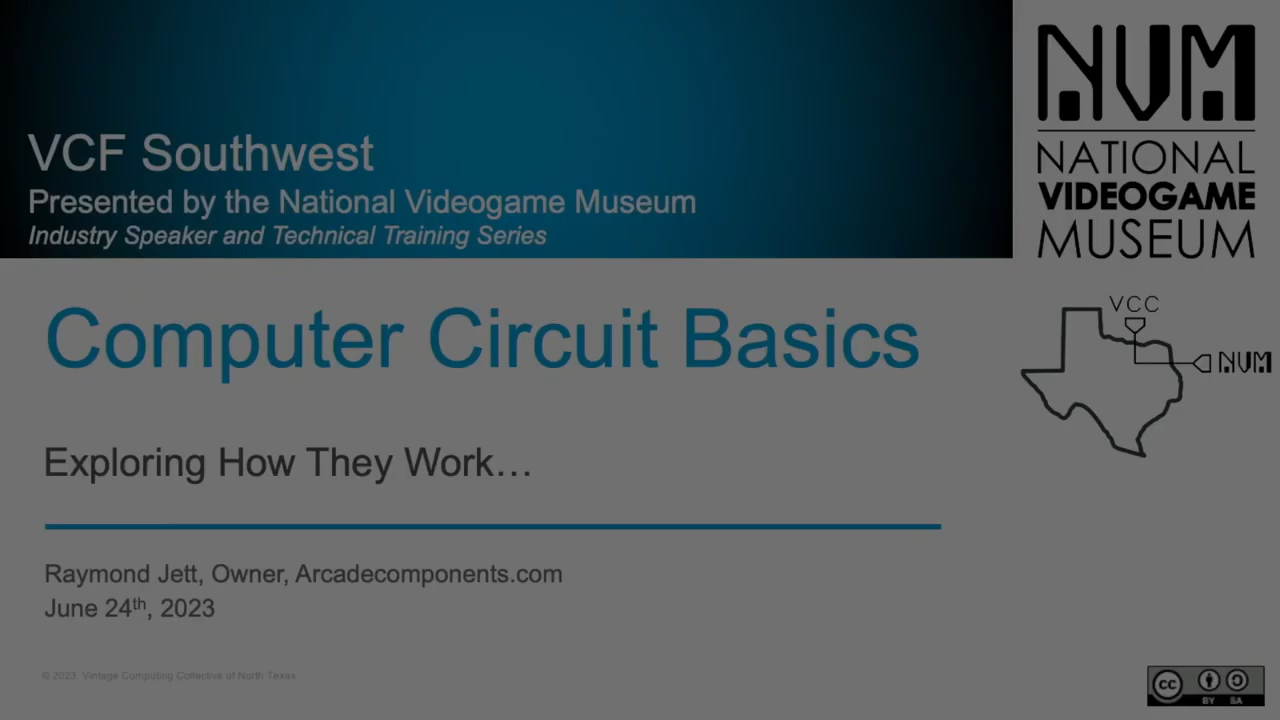 VCF Southwest
Presented by the National Videogame Museum
Industry Speaker and Technical Training Series
NVM
NATIONAL
VIDEOGAME
MUSEUM
Computer Circuit Basics
VCC
NVM
Exploring How They Work…
Raymond Jett, Owner, Arcadecomponents.com
June 24th, 2023
© 2023 Vintage Computing Collective of North Texas
CC
BY SA